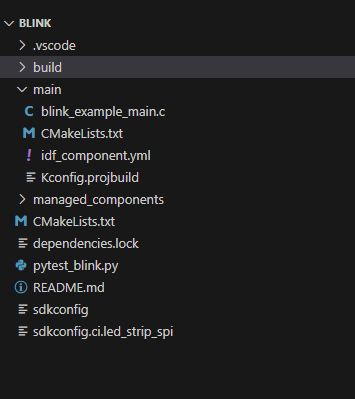 BLINK
.vscode
build
main
blink_example_main.c
CMakeLists.txt
idf_component.yml
Kconfig.projbuild
managed_components
CMakeLists.txt
dependencies.lock
pytest_blink.py
README.md
sdkconfig
sdkconfig.ci.led_strip_spi